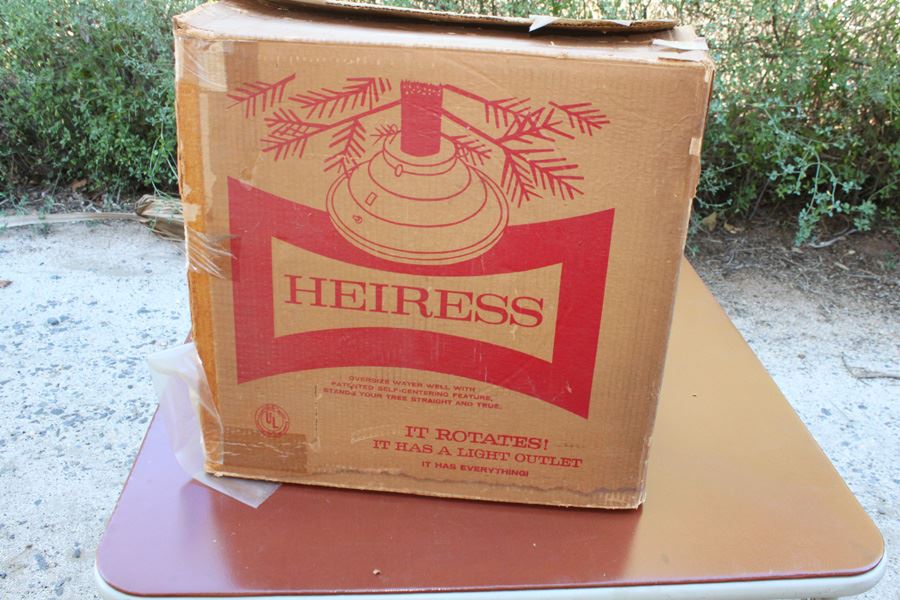 HEIRESS
OVERSIZE WATER WELL WITH
PATENTED SELF-CENTERING FEATURE,
STANDS YOUR TREE STRAIGHT AND TRUE.
UL
IT ROTATES!
IT HAS A LIGHT OUTLET
IT HAS EVERYTHING!